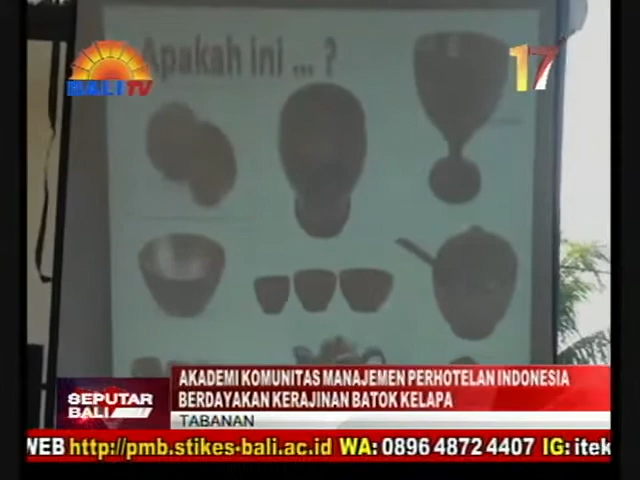 Apakah ini ... ?
BALI TV
17
AKADEMI KOMUNITAS MANAJEMEN PERHOTELAN INDONESIA
BERDAYAKAN KERAJINAN BATOK KELAPA
SEPUTAR
BALI
TABANAN
WEB http://pmb.stikes-bali.ac.id WA: 0896 4872 4407 IG: itek